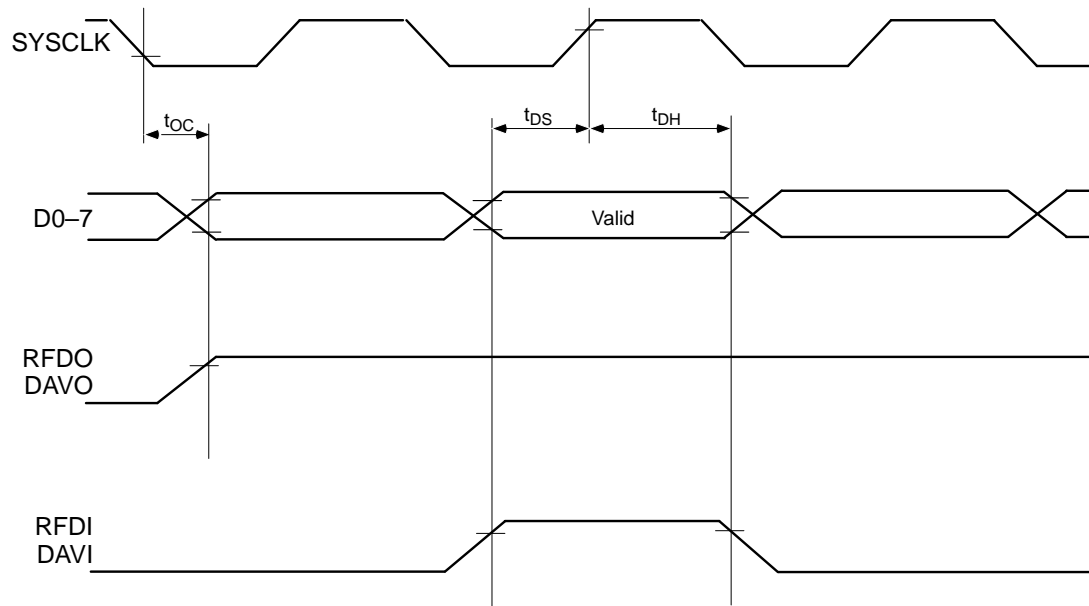 SYSCLK
tOC
tDS
tDH
D0–7
Valid
RFDO
DAVO
RFDI
DAVI